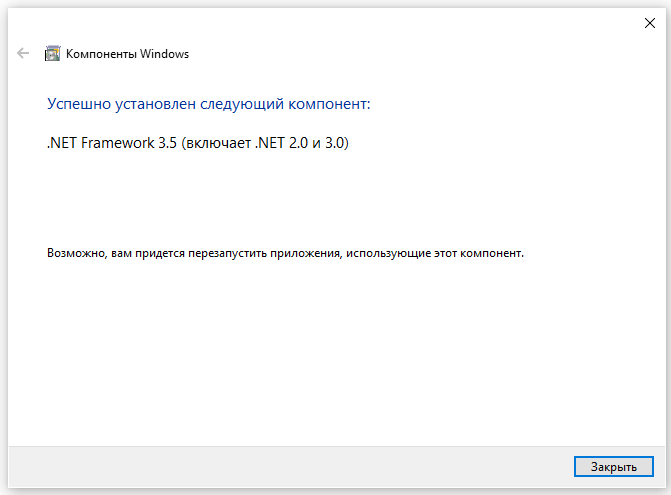 Компоненты Windows
Успешно установлен следующий компонент:
.NET Framework 3.5 (включает .NET 2.0 и 3.0)
Возможно, вам придется перезапустить приложения, использующие этот компонент.
Закрыть